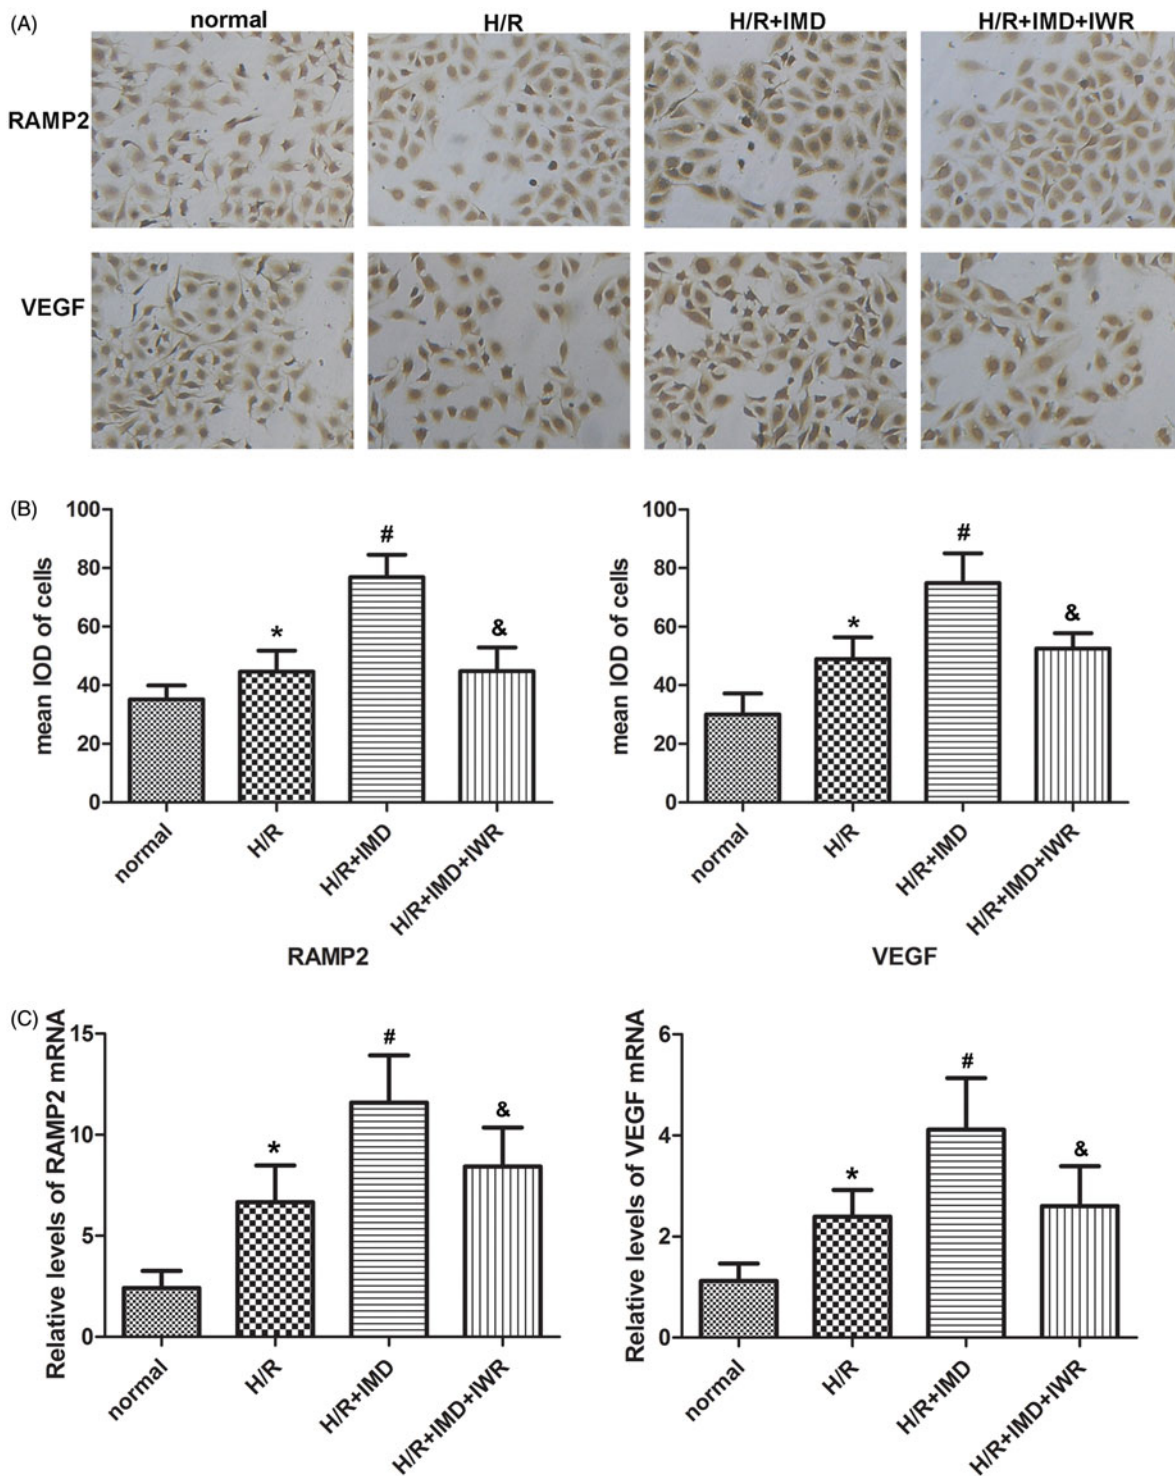 (A) normal H/R H/R+IMD H/R+IMD+IWR
RAMP2
VEGF
(B)
mean IOD of cells
100
80
60
40
20
0
*
#
&
normal
H/R
H/R+IMD
H/R+IMD+IWR
RAMP2
mean IOD of cells
100
80
60
40
20
0
*
#
&
normal
H/R
H/R+IMD
H/R+IMD+IWR
VEGF
(C)
Relative levels of RAMP2 mRNA
15
10
5
0
*
#
&
normal
H/R
H/R+IMD
H/R+IMD+IWR
Relative levels of VEGF mRNA
6
4
2
0
*
#
&
normal
H/R
H/R+IMD
H/R+IMD+IWR